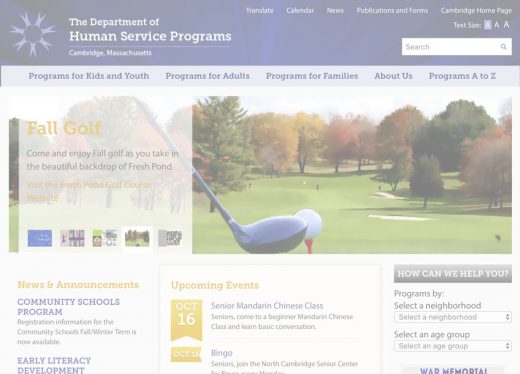 Translate Calendar News Publications and Forms Cambridge Home Page
Text Size: A A A
The Department of
Human Service Programs
Cambridge, Massachusetts
Search
Programs for Kids and Youth Programs for Adults Programs for Families About Us Programs A to Z
Fall Golf
Come and enjoy Fall golf as you take in
the beautiful backdrop of Fresh Pond
Visit the Fresh Pond Golf Course
Website
News & Announcements
COMMUNITY SCHOOLS
PROGRAM
Registration information for the
Community Schools Fall/Winter Term is
now available.
EARLY LITERACY
DEVELOPMENT
Upcoming Events
OCT
16
Senior Mandarin Chinese Class
Seniors, come to a beginner Mandarin Chinese
Class and learn basic conversation.
OCT 16
Bingo
Seniors, join the North Cambridge Senior Center
for Bingo every Monday
HOW CAN WE HELP YOU?
Programs by:
Select a neighborhood
Select a neighborhood
Select an age group
Select an age group
WAR MEMORIAL